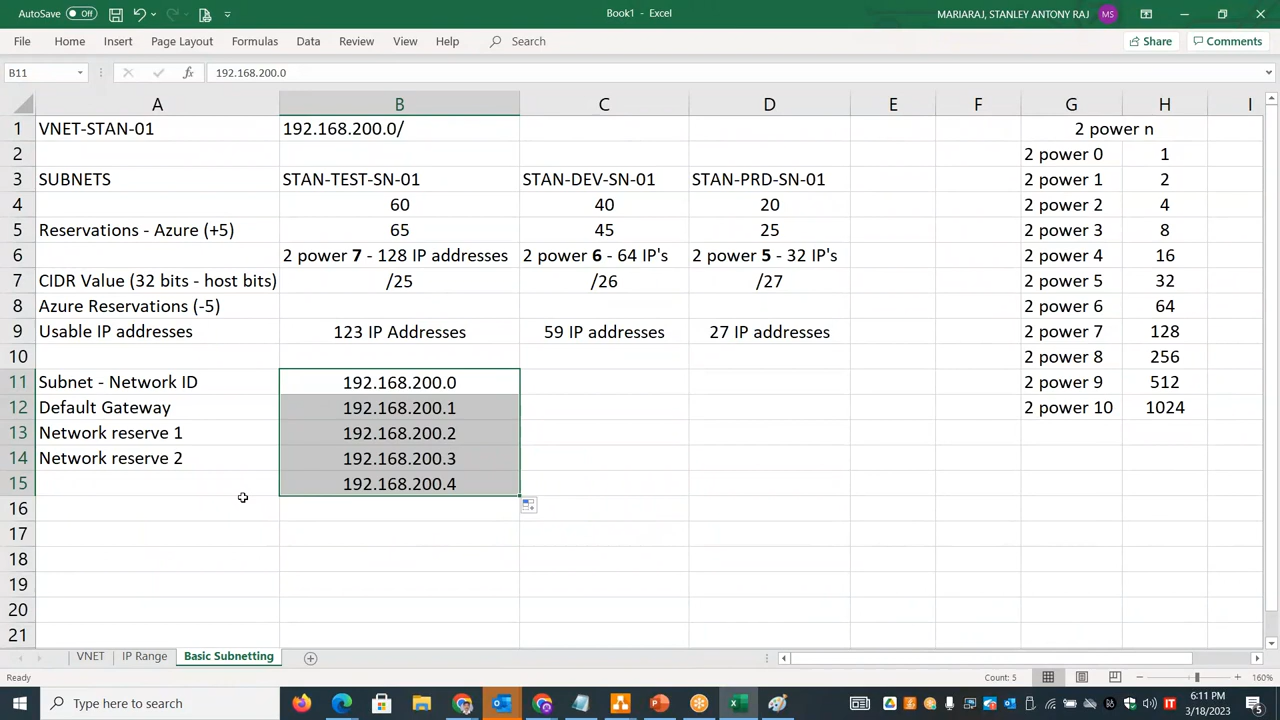 AutoSave Off
Book1 - Excel
MARIARAJ, STANLEY ANTONY RAJ MS
File Home Insert Page Layout Formulas Data Review View Help Search Share Comments
B11 fx 192.168.200.0
A B C D E F G H I
1 VNET-STAN-01 192.168.200.0/ 2 power n
2 2 power 0 1
3 SUBNETS STAN-TEST-SN-01 STAN-DEV-SN-01 STAN-PRD-SN-01 2 power 1 2
4 60 40 20 2 power 2 4
5 Reservations - Azure (+5) 65 45 25 2 power 3 8
6 2 power 7 - 128 IP addresses 2 power 6 - 64 IP's 2 power 5 - 32 IP's 2 power 4 16
7 CIDR Value (32 bits - host bits) /25 /26 /27 2 power 5 32
8 Azure Reservations (-5) 2 power 6 64
9 Usable IP addresses 123 IP Addresses 59 IP addresses 27 IP addresses 2 power 7 128
10 2 power 8 256
11 Subnet - Network ID 192.168.200.0 2 power 9 512
12 Default Gateway 192.168.200.1 2 power 10 1024
13 Network reserve 1 192.168.200.2
14 Network reserve 2 192.168.200.3
15 192.168.200.4
16
17
18
19
20
21
VNET IP Range Basic Subnetting
Ready Count: 5 160%
Type here to search
6:11 PM
3/18/2023
IT
5